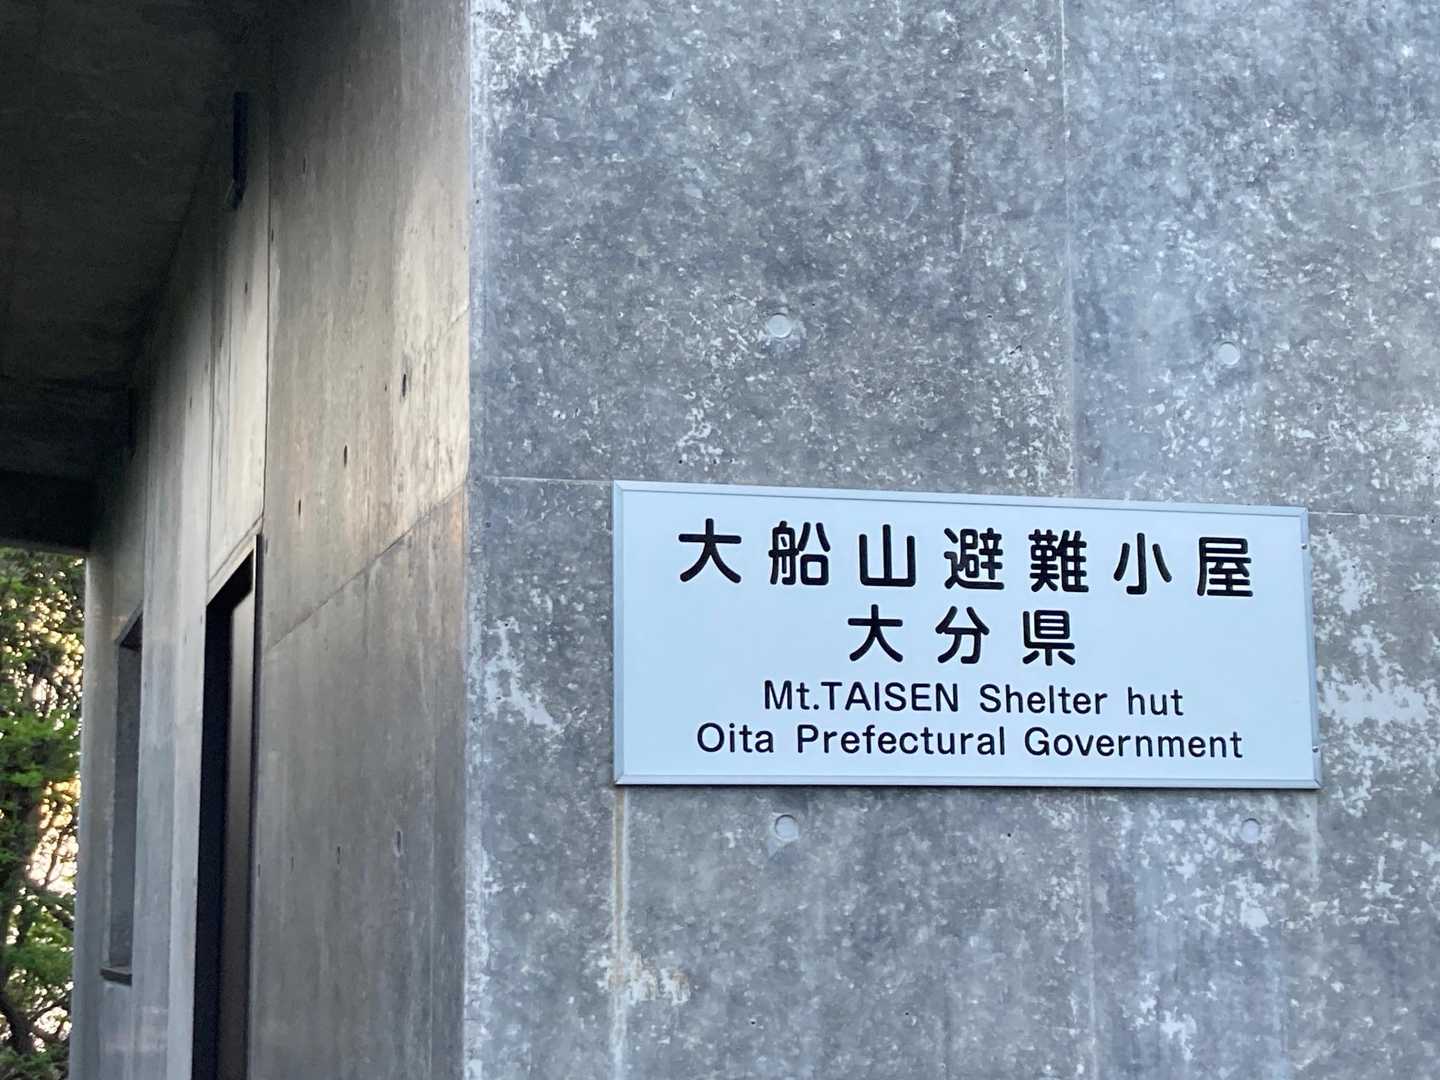 大船山避難小屋
大分県
Mt.TAISEN Shelter hut
Oita Prefectural Government